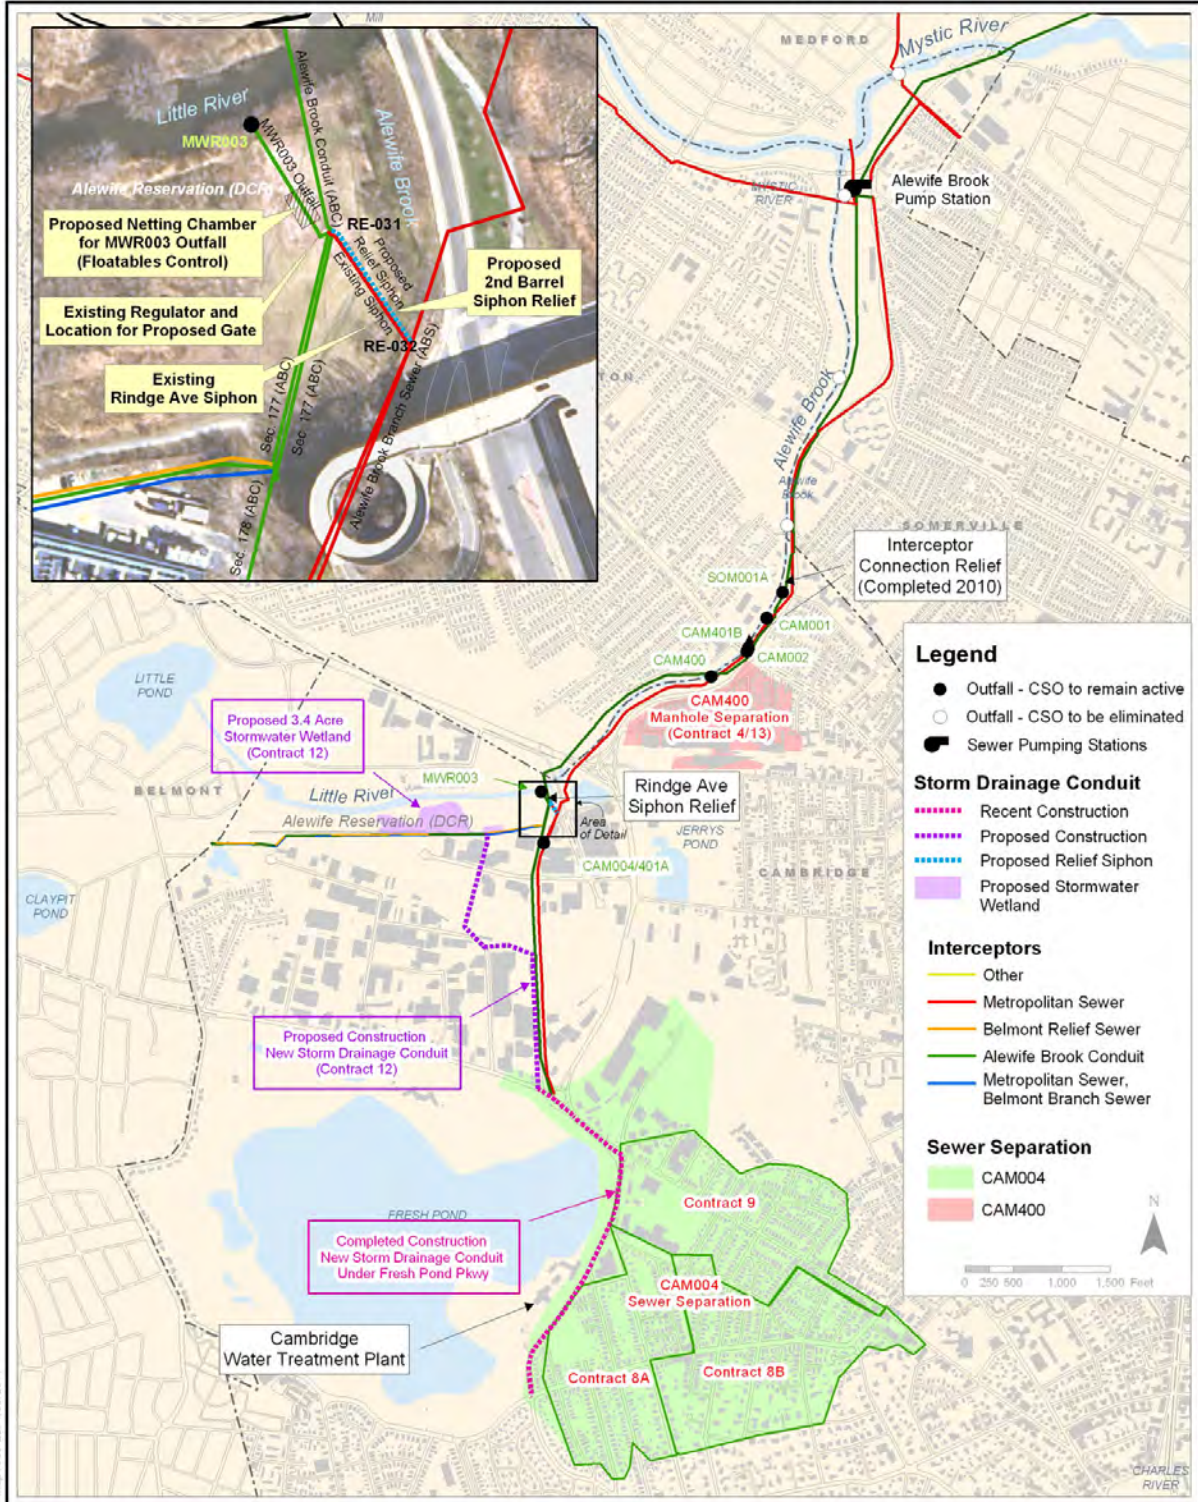 Mill
MEDFORD
Mystic River
Little River
MWR003
Alewife Brook Conduit (ABC)
MWR003 Outfall
Alewife Brook
Alewife Reservation (DCR)
RE-031
Proposed Netting Chamber
for MWR003 Outfall
(Floatables Control)
Proposed
Relief Siphon
Existing Siphon
Proposed
2nd Barrel
Siphon Relief
Existing Regulator and
Location for Proposed Gate
RE-032
Existing
Rindge Ave Siphon
Sec. 177 (ABC)
Sec. 177 (ABC)
Alewife Brook Branch Sewer (ABS)
Sec. 178 (ABC)
MYSTIC
RIVER
Alewife Brook
Pump Station
TON
Alewife Brook
Alewife
Brook
SOMERVILLE
Interceptor
Connection Relief
(Completed 2010)
SOM001A
CAM001
CAM401B
CAM002
CAM400
CAM400
Manhole Separation
(Contract 4/13)
LITTLE
POND
Proposed 3.4 Acre
Stormwater Wetland
(Contract 12)
MWR003
BELMONT
Little River
Alewife Reservation (DCR)
Rindge Ave
Siphon Relief
Area
of Detail
JERRYS
POND
CAM004/401A
CAMBRIDGE
CLAYPIT
POND
Proposed Construction
New Storm Drainage Conduit
(Contract 12)
FRESH POND
Completed Construction
New Storm Drainage Conduit
Under Fresh Pond Pkwy
Contract 9
CAM004
Sewer Separation
Cambridge
Water Treatment Plant
Contract 8A
Contract 8B
CHARLES
RIVER
Legend
Outfall - CSO to remain active
Outfall - CSO to be eliminated
Sewer Pumping Stations
Storm Drainage Conduit
Recent Construction
Proposed Construction
Proposed Relief Siphon
Proposed Stormwater
Wetland
Interceptors
Other
Metropolitan Sewer
Belmont Relief Sewer
Alewife Brook Conduit
Metropolitan Sewer,
Belmont Branch Sewer
Sewer Separation
CAM004
CAM400
N
0 250 500 1,000 1,500 Feet